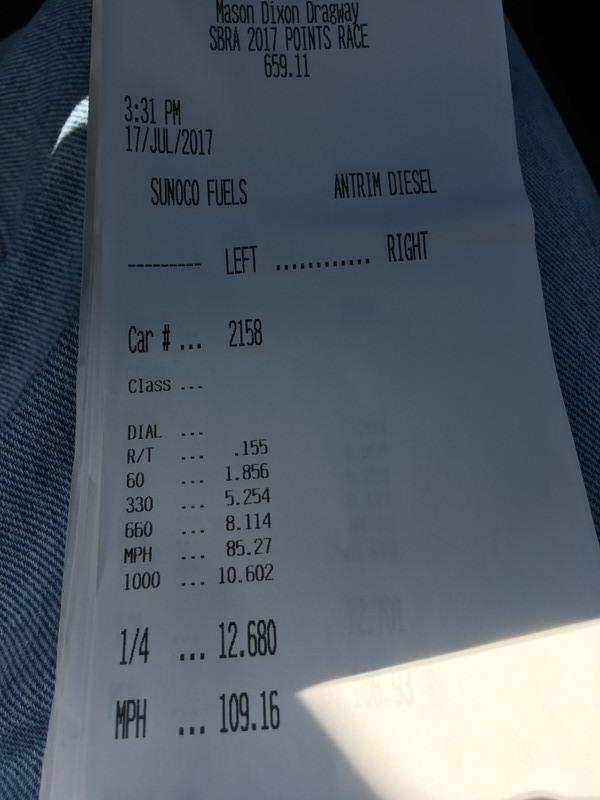 Mason Dixon Dragway
SBRA 2017 POINTS RACE
659.11
3:31 PM
17/JUL/2017
SUNOCO FUELS ANTRIM DIESEL
--------- LEFT ............ RIGHT
Car # ... 2158
Class ...
DIAL ...
R/T ... .155
60 ... 1.856
330 ... 5.254
660 ... 8.114
MPH ... 85.27
1000 ... 10.602
1/4 ... 12.680
MPH ... 109.16